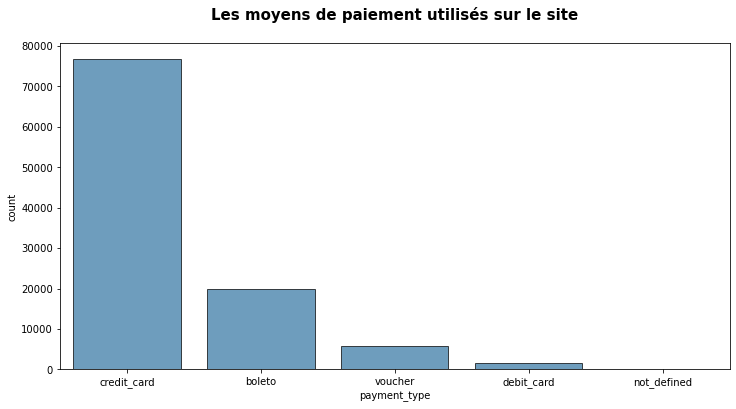 Les moyens de paiement utilisés sur le site
80000
70000
60000
50000
40000
30000
20000
10000
0
count
credit_card boleto voucher debit_card not_defined
payment_type